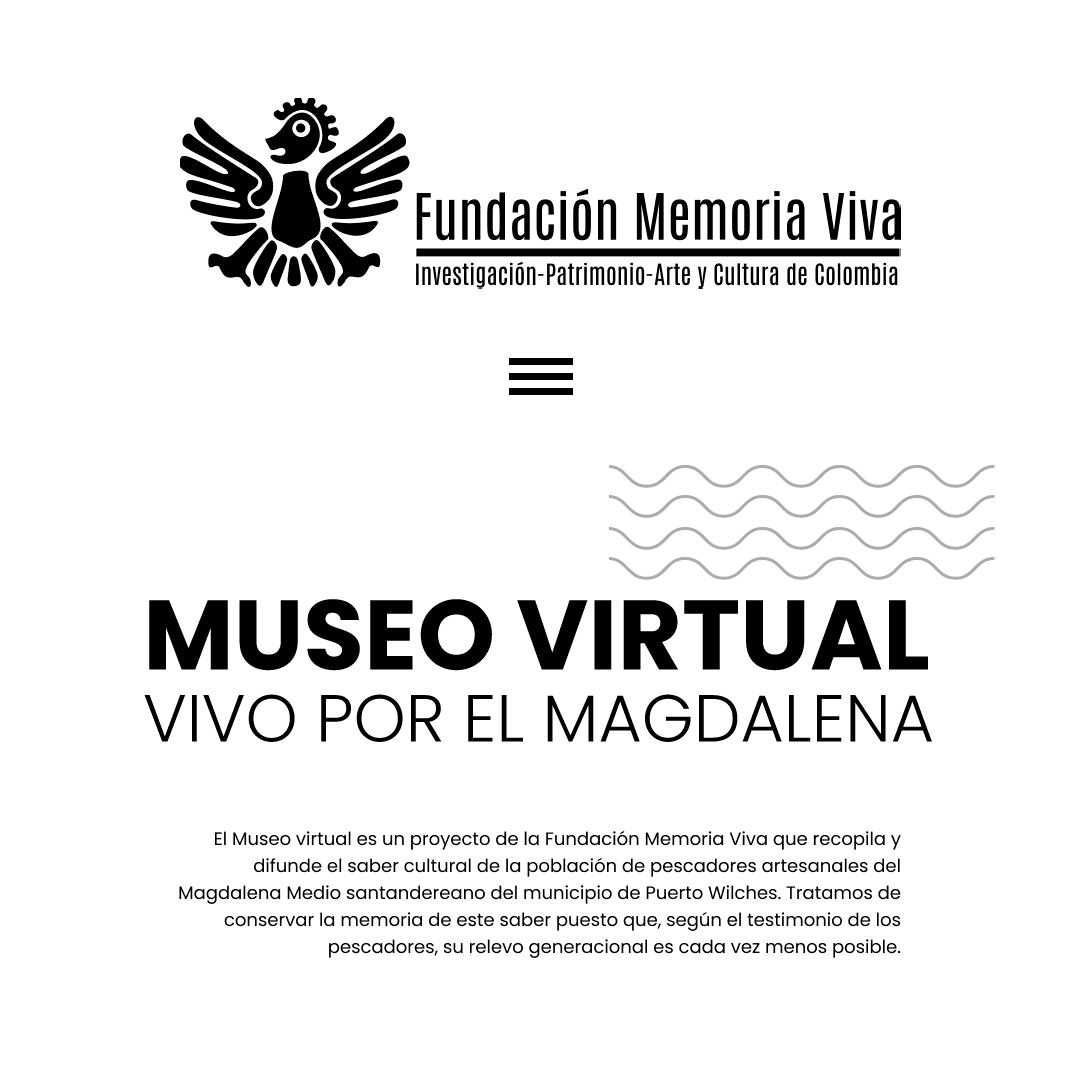 Fundación Memoria Viva
Investigación-Patrimonio-Arte y Cultura de Colombia
MUSEO VIRTUAL
VIVO POR EL MAGDALENA
El Museo virtual es un proyecto de la Fundación Memoria Viva que recopila y
difunde el saber cultural de la población de pescadores artesanales del
Magdalena Medio santandereano del municipio de Puerto Wilches. Tratamos de
conservar la memoria de este saber puesto que, según el testimonio de los
pescadores, su relevo generacional es cada vez menos posible.